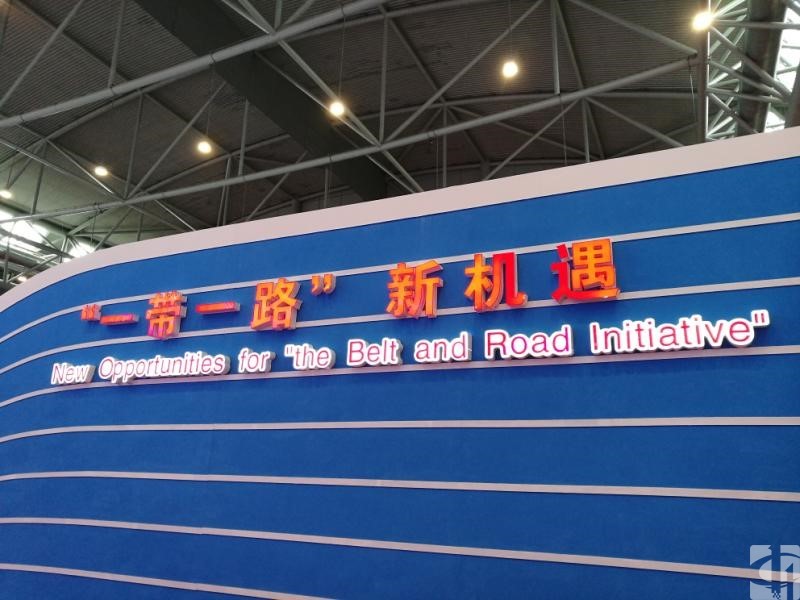 “一带一路”新机遇
New Opportunities for "the Belt and Road Initiative"